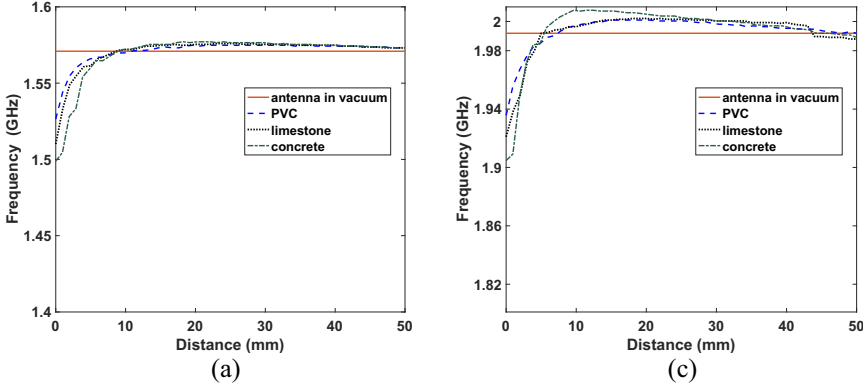 1.6
1.55
1.5
1.45
1.4
Frequency (GHz)
0 10 20 30 40 50
Distance (mm)
antenna in vacuum
PVC
limestone
concrete
(a)
2
1.98
1.94
1.9
1.86
1.82
Frequency (GHz)
0 10 20 30 40 50
Distance (mm)
antenna in vacuum
PVC
limestone
concrete
(c)